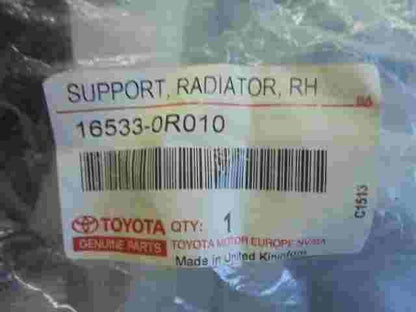 SUPPORT, RADIATOR, RH
16533-0R010
TOYOTA QTY: 1
GENUINE PARTS TOYOTA MOTOR EUROPE NV/SA
Made in United Kingdom
C1513